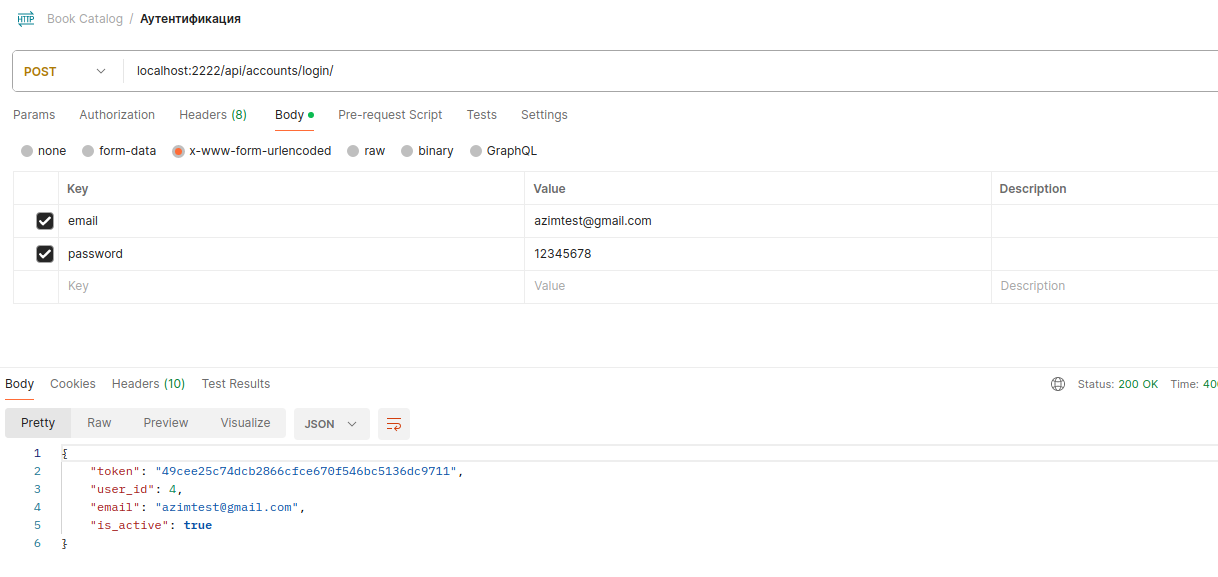 HTTP Book Catalog / Аутентификация
POST localhost:2222/api/accounts/login/
Params Authorization Headers (8) Body Pre-request Script Tests Settings
none form-data x-www-form-urlencoded raw binary GraphQL
Key Value Description
email azimtest@gmail.com
password 12345678
Key Value Description
Body Cookies Headers (10) Test Results Status: 200 OK Time: 40
Pretty Raw Preview Visualize JSON
1 {
2 "token": "49cee25c74dcb2866cfce670f546bc5136dc9711",
3 "user_id": 4,
4 "email": "azimtest@gmail.com",
5 "is_active": true
6 }